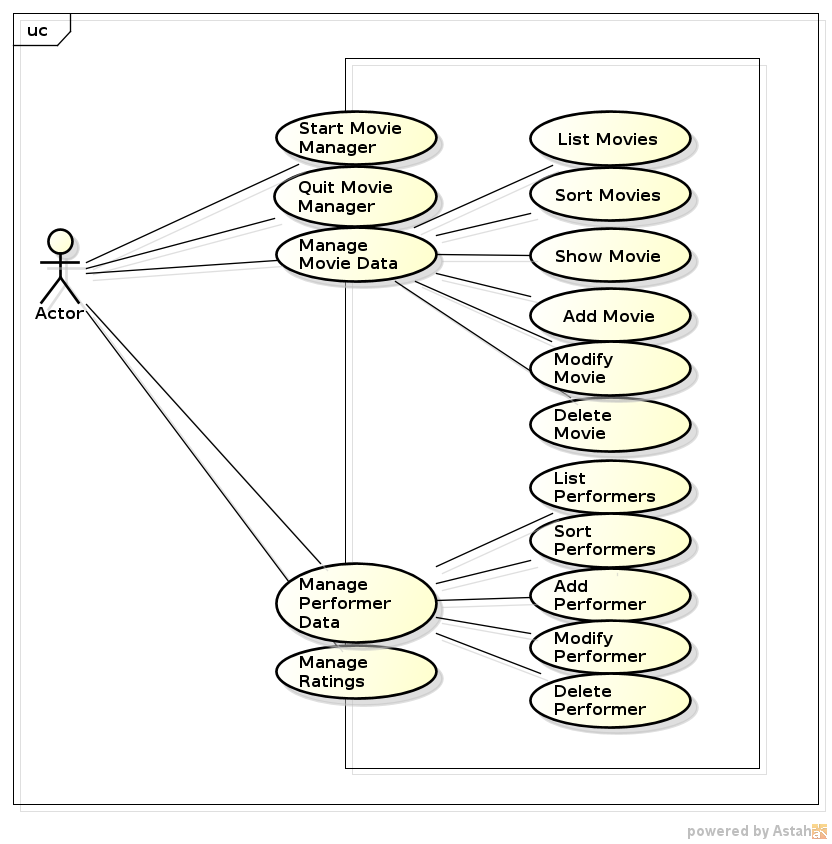 uc
Start Movie
Manager
Quit Movie
Manager
Manage
Movie Data
Actor
List Movies
Sort Movies
Show Movie
Add Movie
Modify
Movie
Delete
Movie
List
Performers
Sort
Performers
Manage
Performer
Data
Add
Performer
Modify
Performer
Manage
Ratings
Delete
Performer
powered by Astah